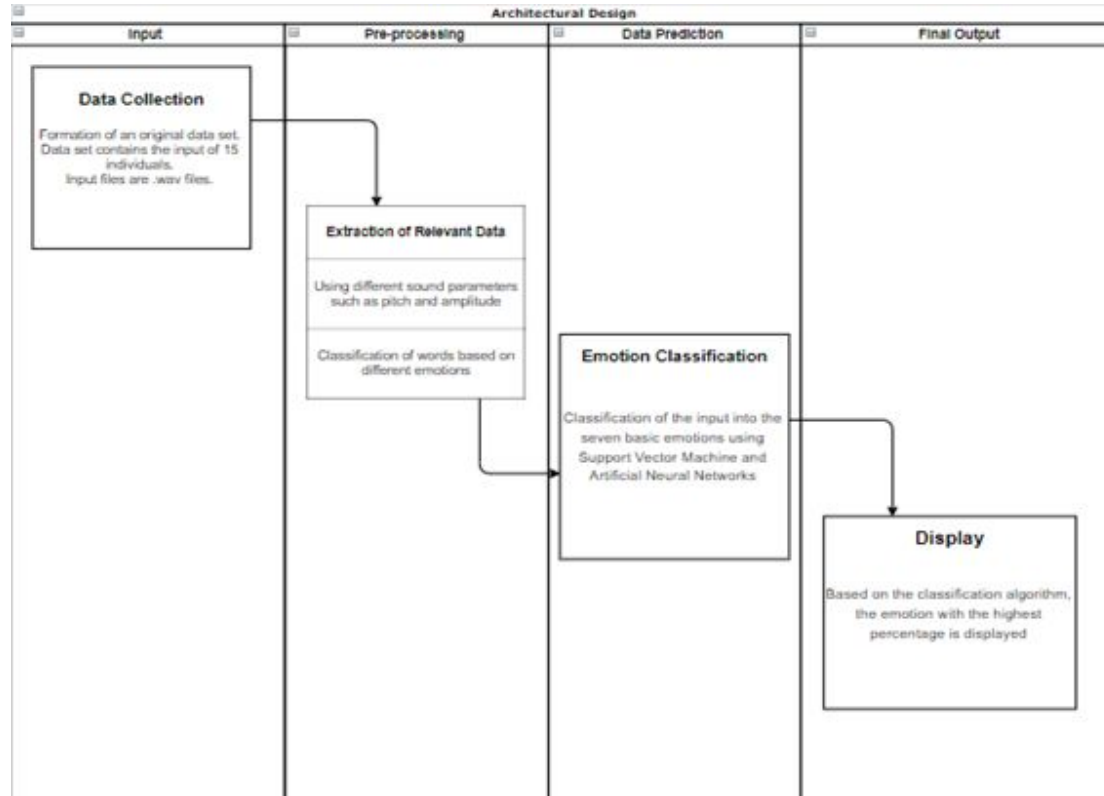 Architectural Design
Input
Pre-processing
Data Prediction
Final Output
Data Collection
Formation of an original data set.
Data set contains the input of 15
individuals.
Input files are .wav files.
Extraction of Relevant Data
Using different sound parameters
such as pitch and amplitude
Classification of words based on
different emotions
Emotion Classification
Classification of the input into the
seven basic emotions using
Support Vector Machine and
Artificial Neural Networks
Display
Based on the classification algorithm,
the emotion with the highest
percentage is displayed